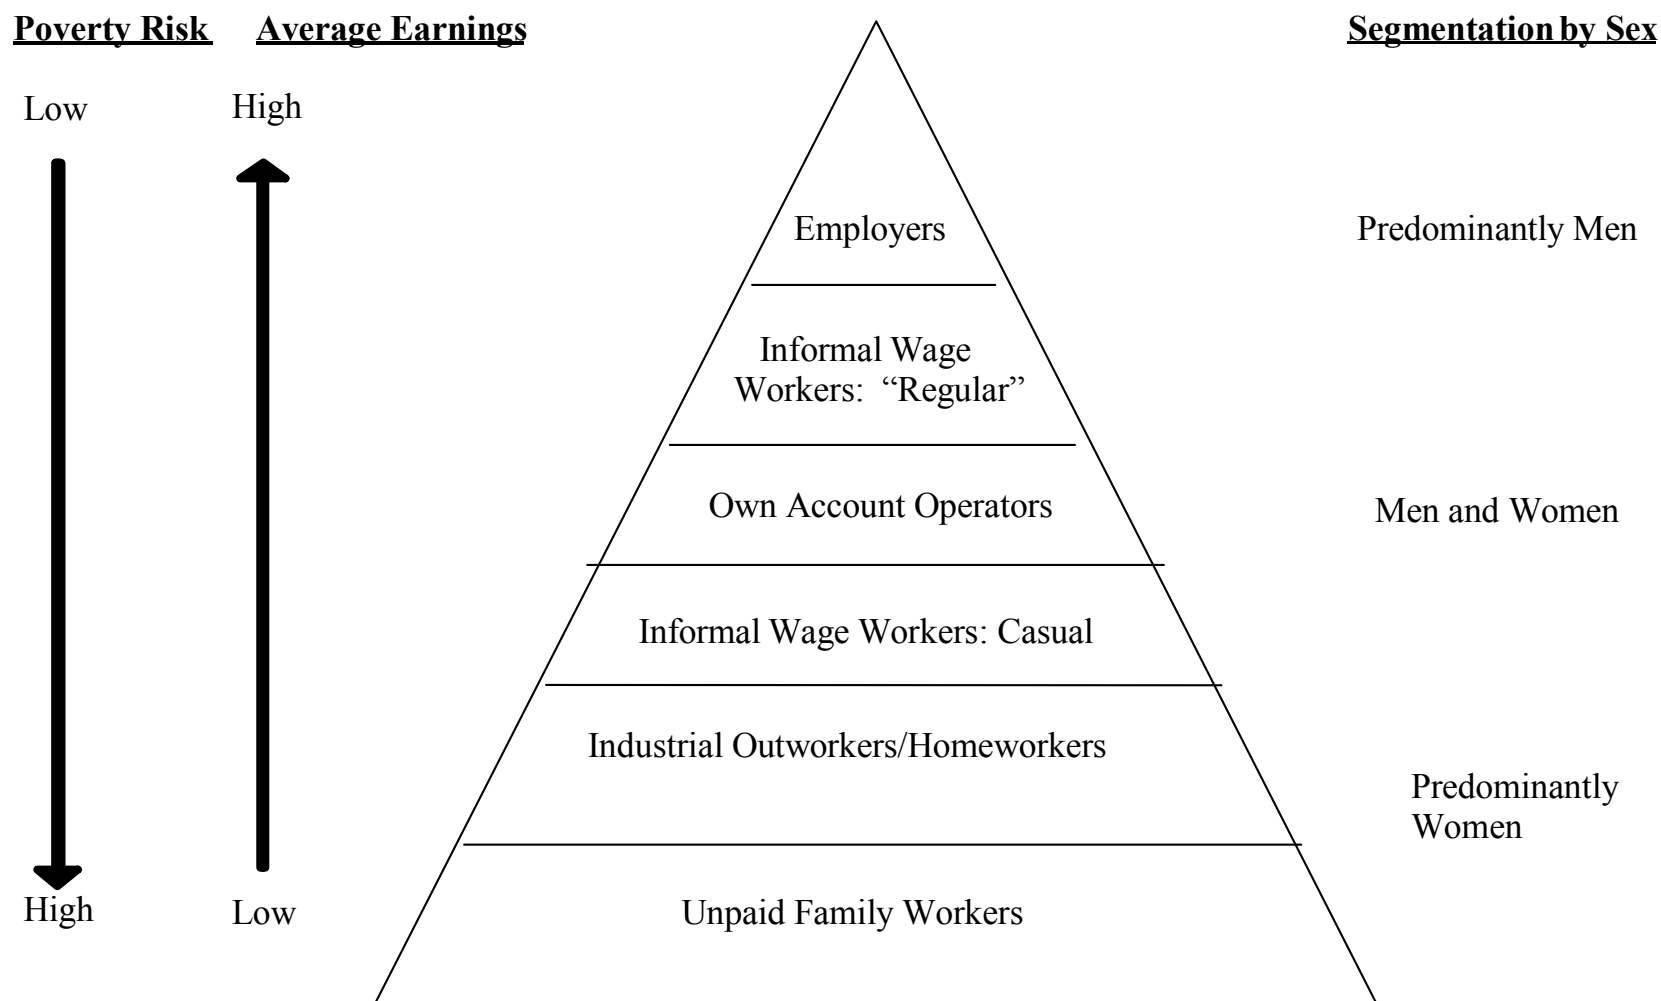 Poverty Risk Average Earnings Segmentation by Sex
Low High
Employers Predominantly Men
Informal Wage
Workers: “Regular”
Own Account Operators Men and Women
Informal Wage Workers: Casual
Industrial Outworkers/Homeworkers
Predominantly
Women
High Low Unpaid Family Workers